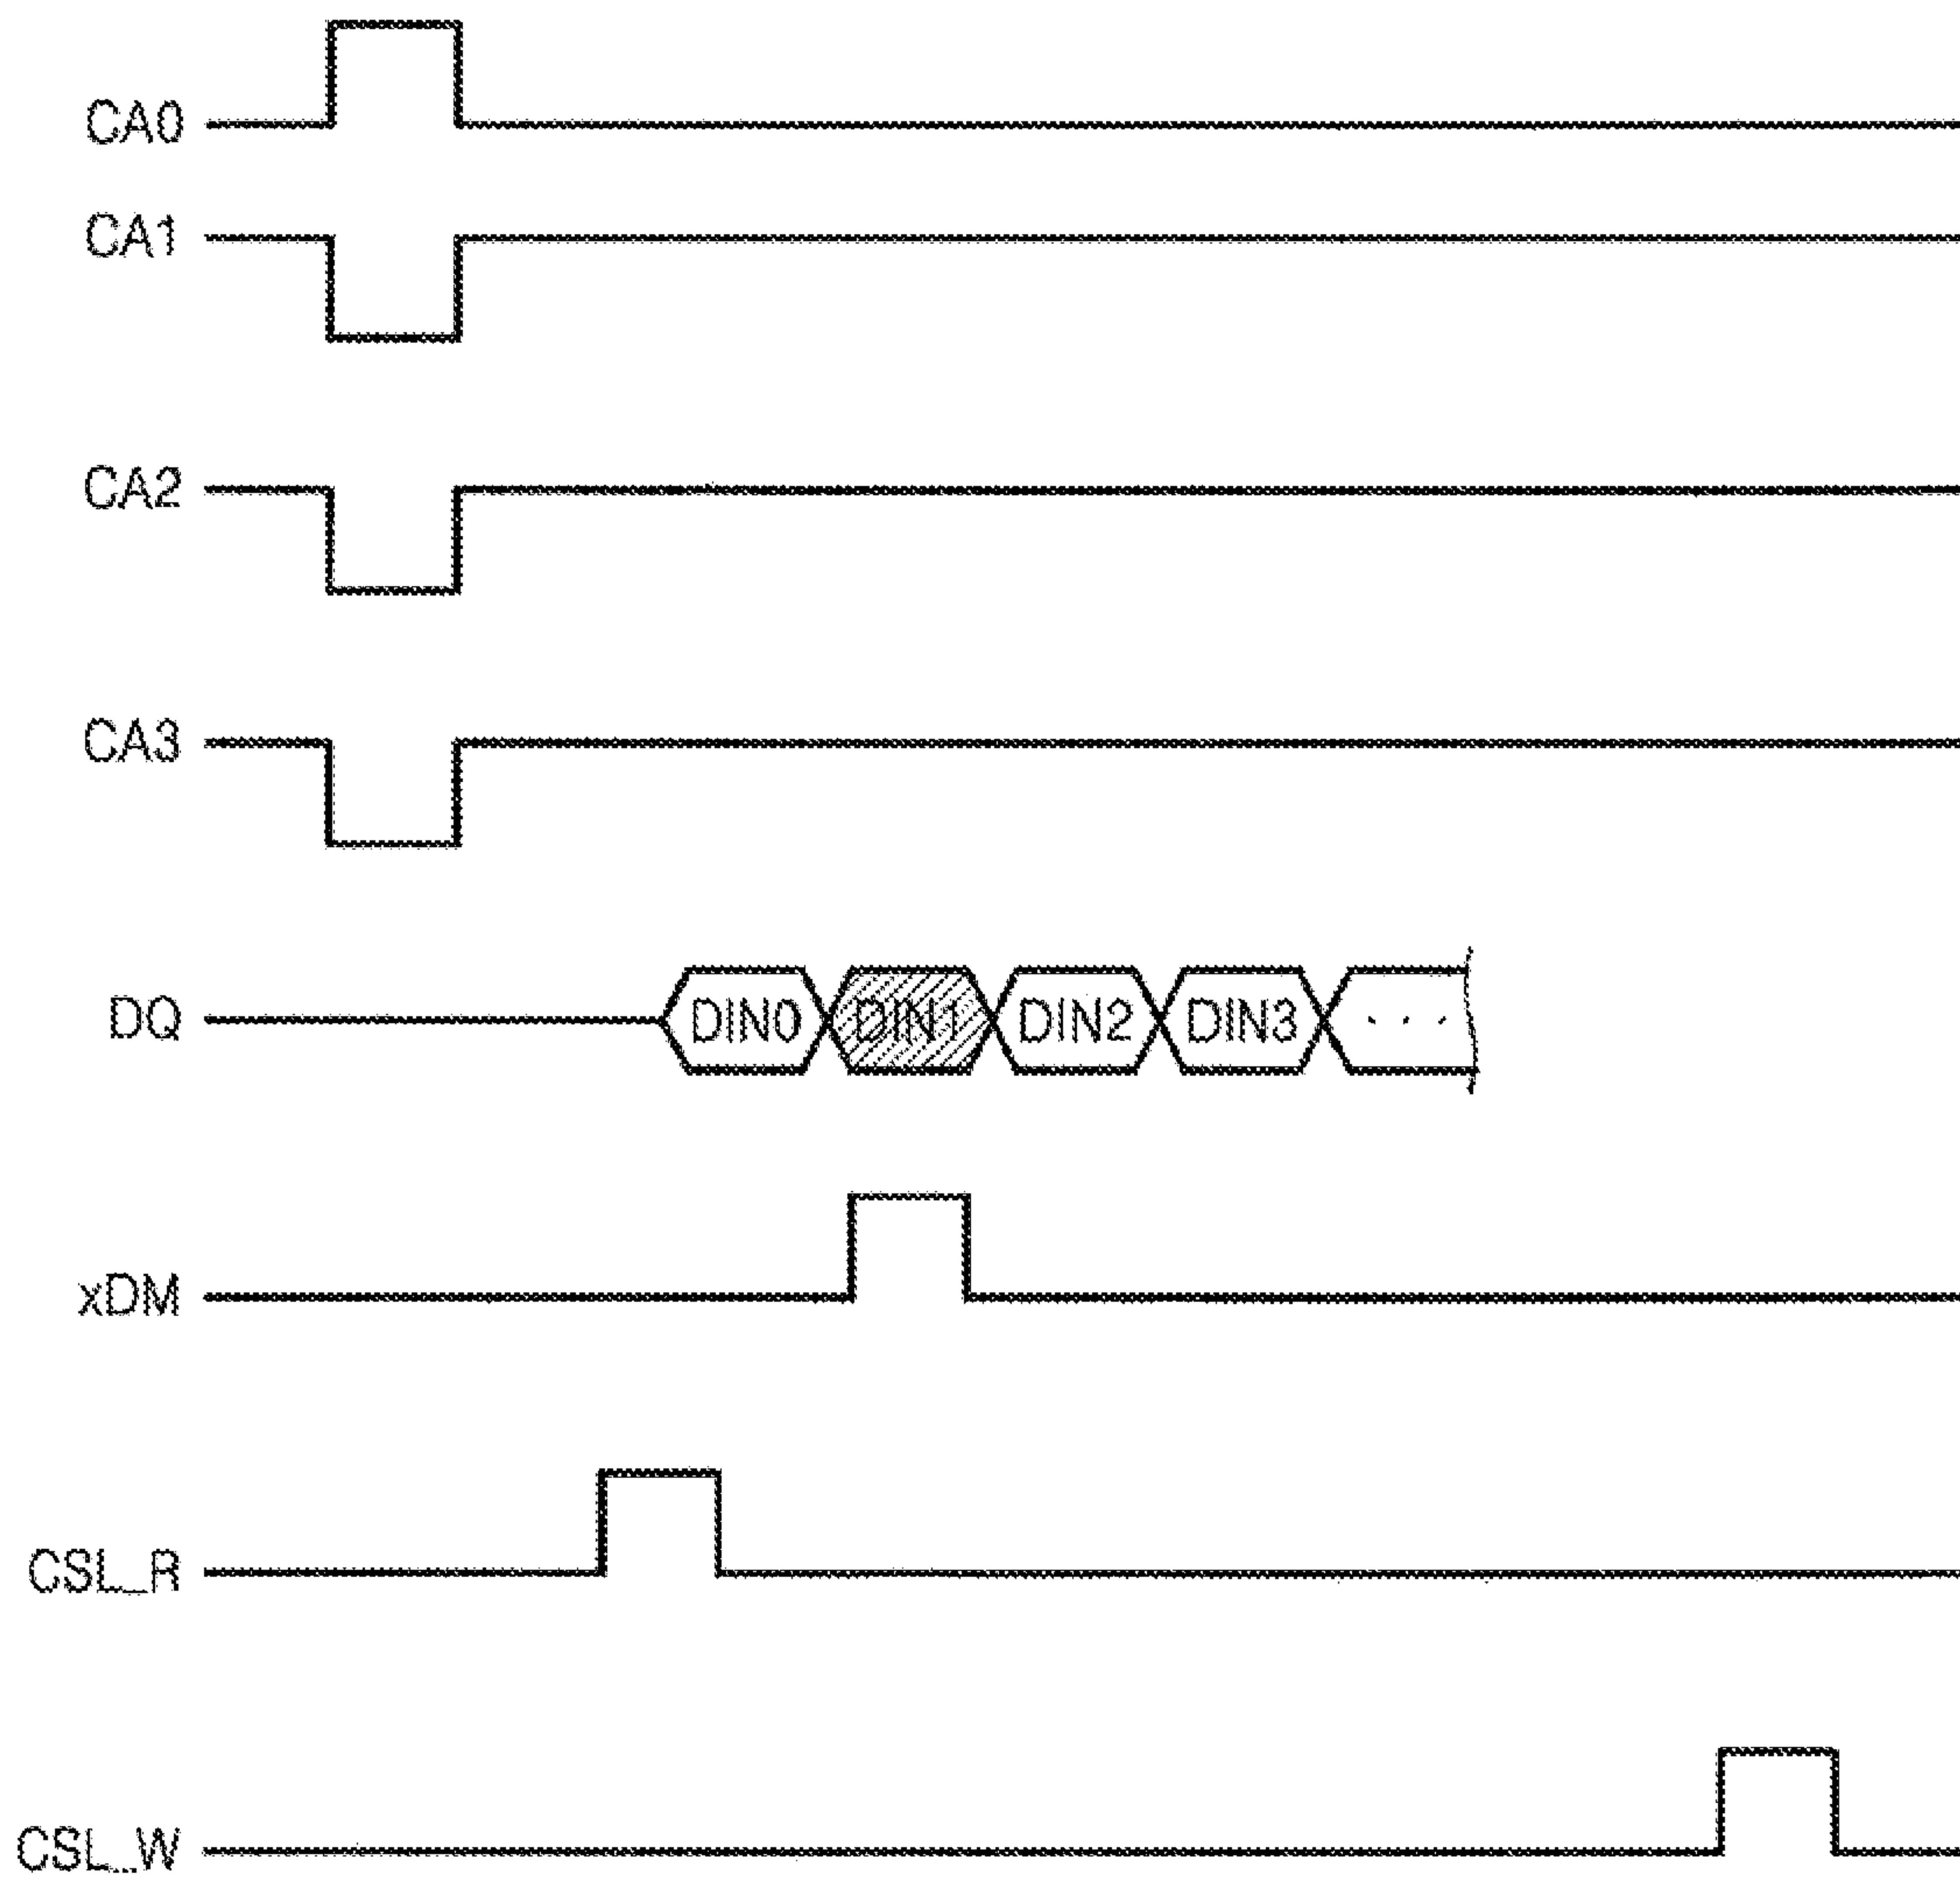 CA0
CA1
CA2
CA3
DQ DIN0 DIN1 DIN2 DIN3 . . .
xDM
CSL_R
CSL_W